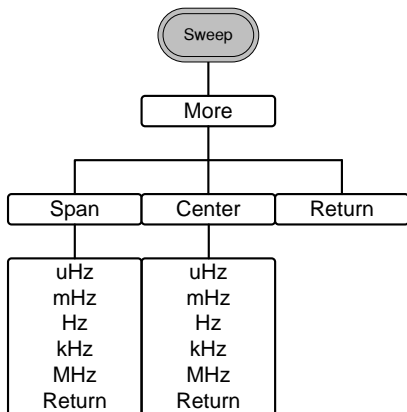 Sweep
More
Span
Center
Return
uHz
mHz
Hz
kHz
MHz
Return
uHz
mHz
Hz
kHz
MHz
Return